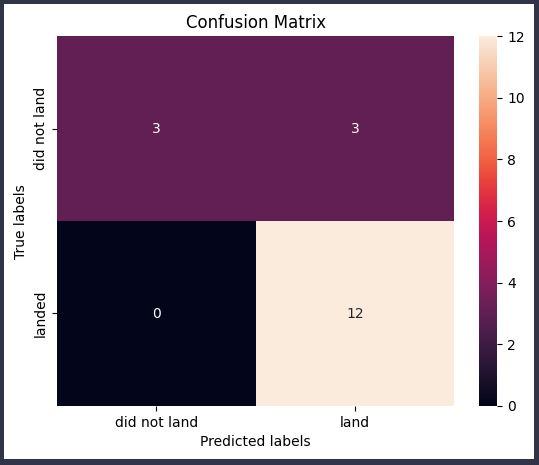 Confusion Matrix
True labels
did not land
landed
3 3
0 12
did not land land
Predicted labels
12
10
8
6
4
2
0